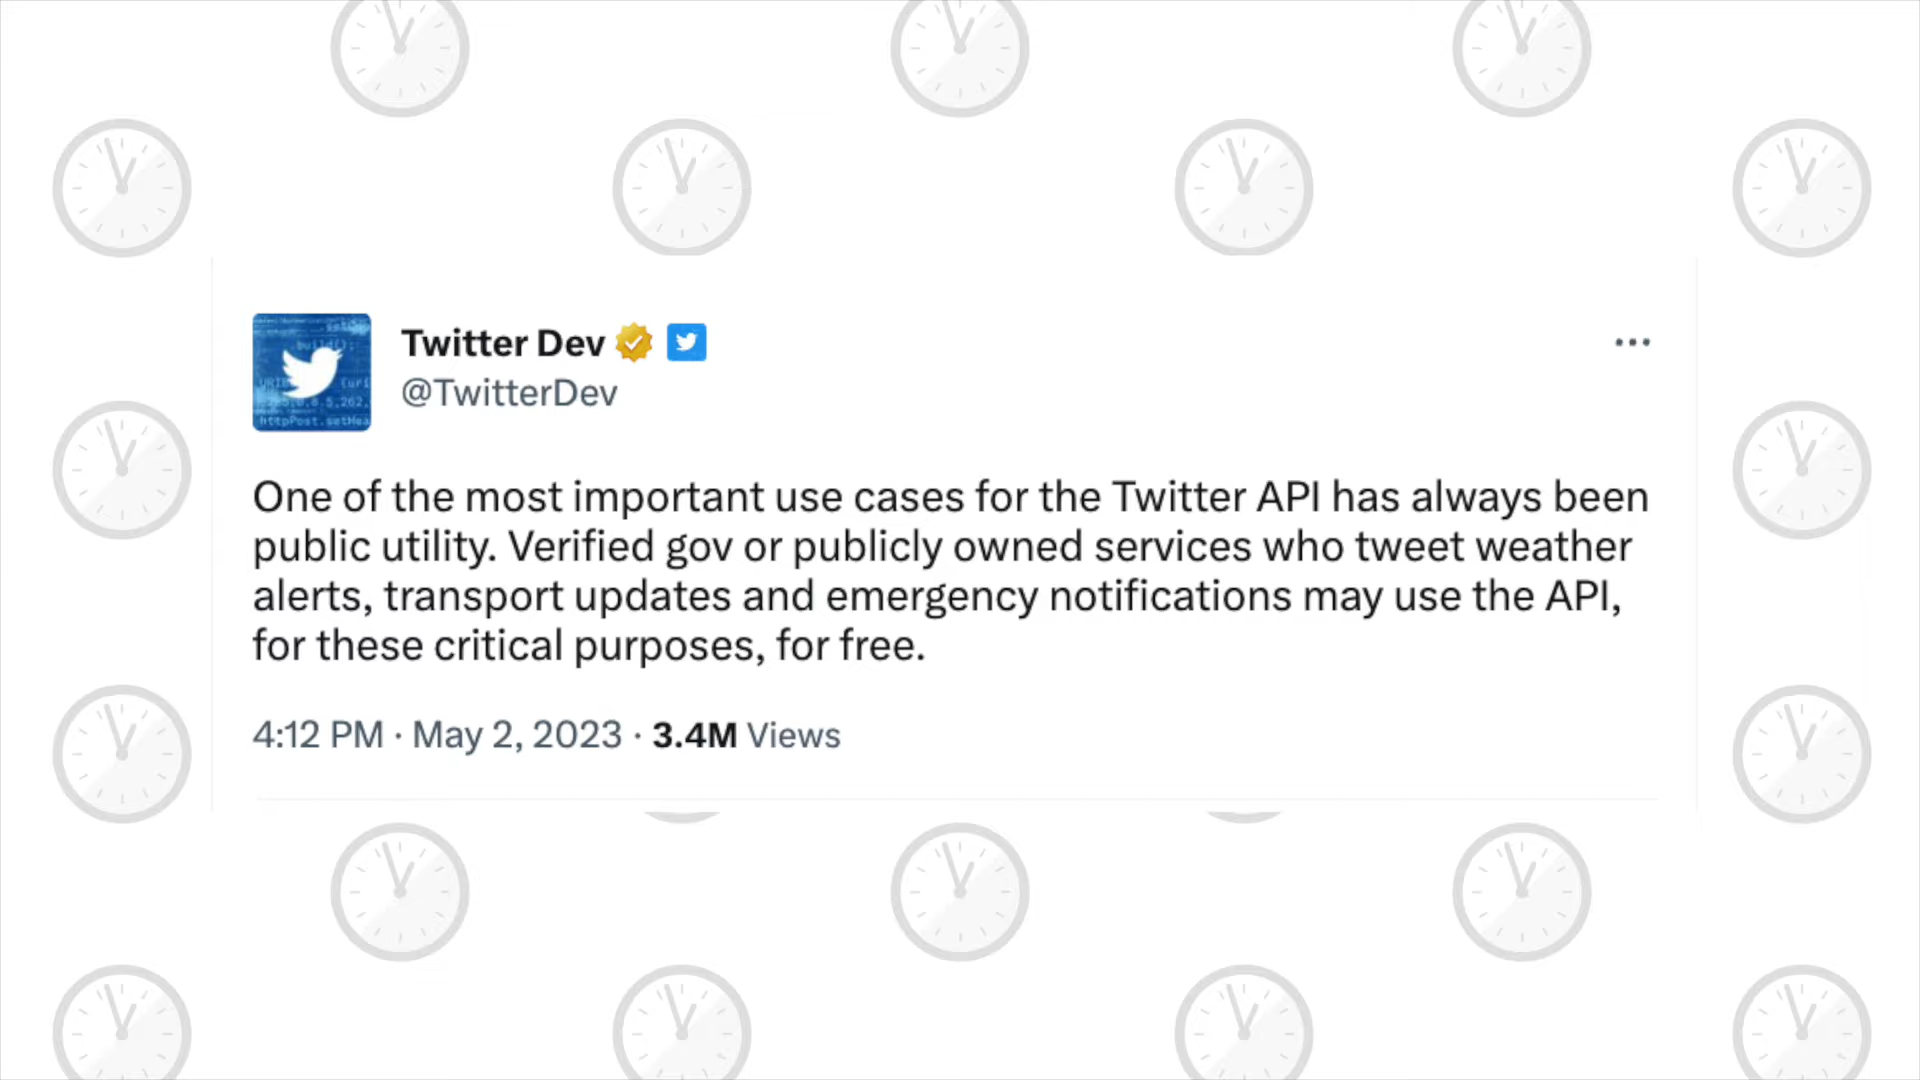 Twitter Dev
@TwitterDev
One of the most important use cases for the Twitter API has always been
public utility. Verified gov or publicly owned services who tweet weather
alerts, transport updates and emergency notifications may use the API,
for these critical purposes, for free.
4:12 PM · May 2, 2023 · 3.4M Views